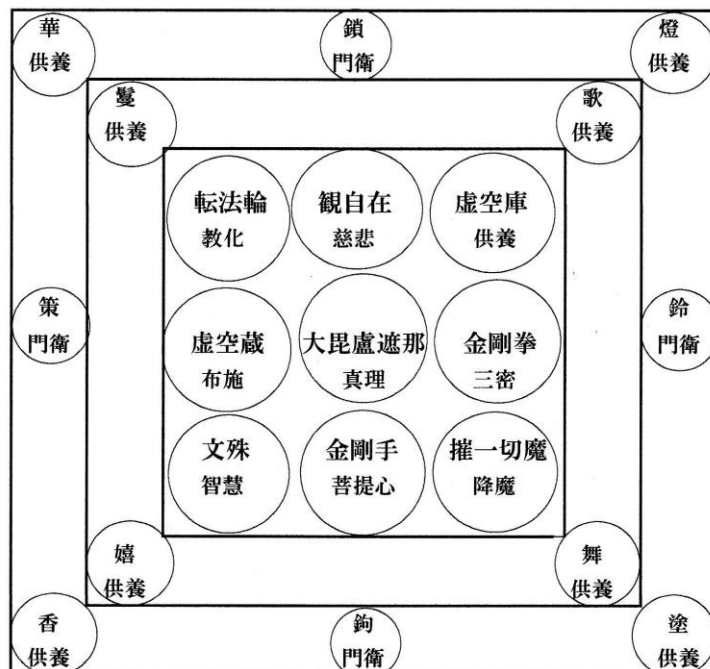 華
供養
鎖
門衛
燈
供養
鬘
供養
歌
供養
転法輪
教化
観自在
慈悲
虚空庫
供養
策
門衛
虚空蔵
布施
大毘盧遮那
真理
金剛拳
三密
鈴
門衛
文殊
智慧
金剛手
菩提心
摧一切魔
降魔
嬉
供養
舞
供養
香
供養
鉤
門衛
塗
供養